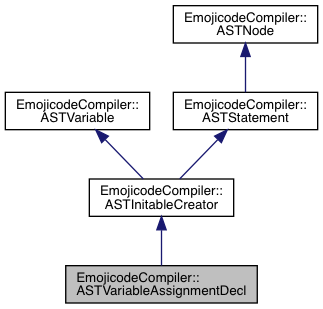 EmojicodeCompiler::
ASTNode
EmojicodeCompiler::
ASTVariable
EmojicodeCompiler::
ASTStatement
EmojicodeCompiler::
ASTInitableCreator
EmojicodeCompiler::
ASTVariableAssignmentDecl